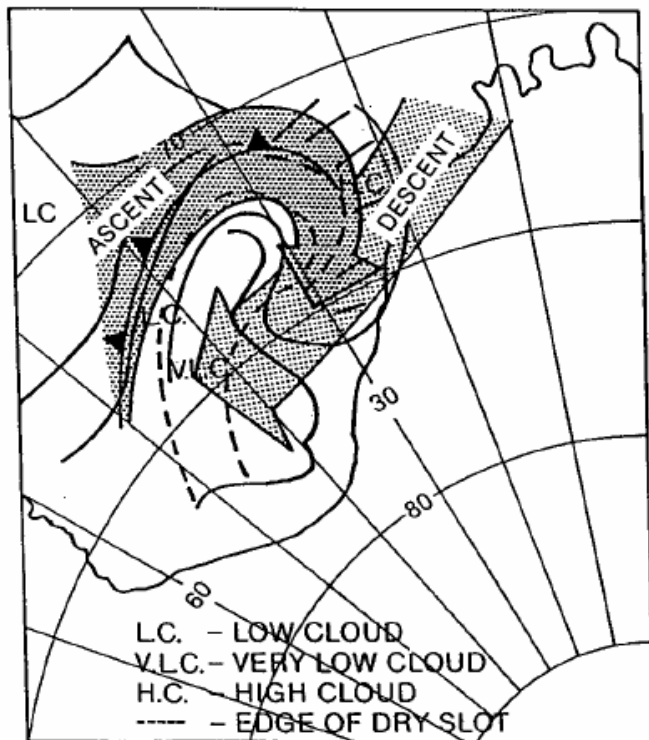 70
LC
ASCENT
DESCENT
L.C.
V.L.C.
30
80
60
L.C. – LOW CLOUD
V.L.C. – VERY LOW CLOUD
H.C. – HIGH CLOUD
----- – EDGE OF DRY SLOT